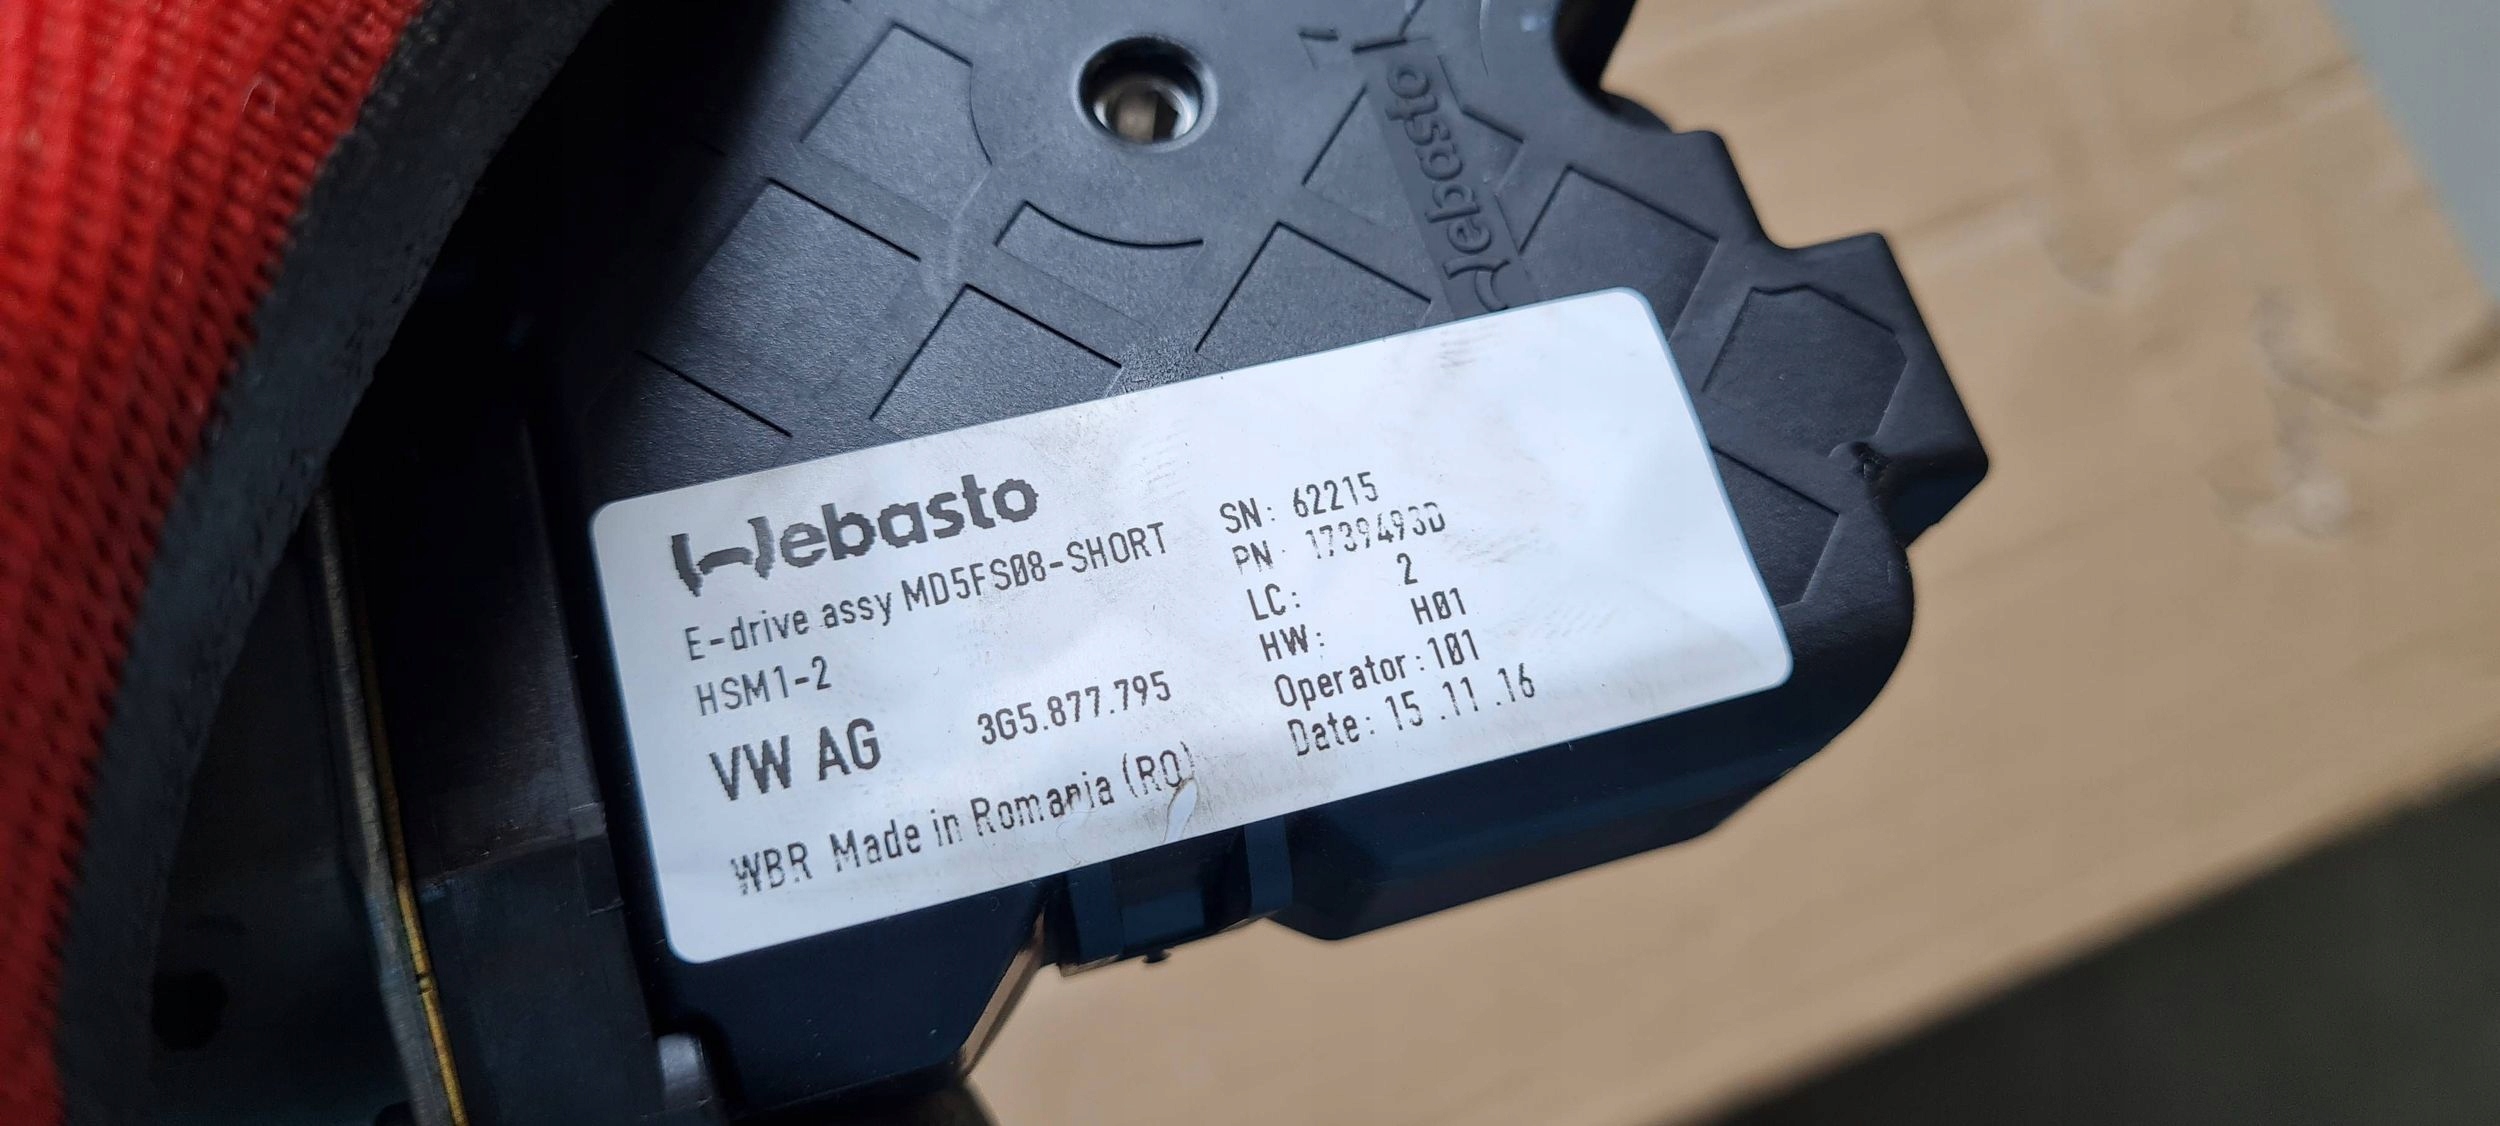 Webasto
Webasto
E-drive assy MD5FS08-SHORT
HSM1-2
VW AG 3G5.877.795
WBR Made in Romania (RO)
SN: 62215
PN: 1739493D
LC: 2
HW: H01
Operator:101
Date: 15 .11 .16